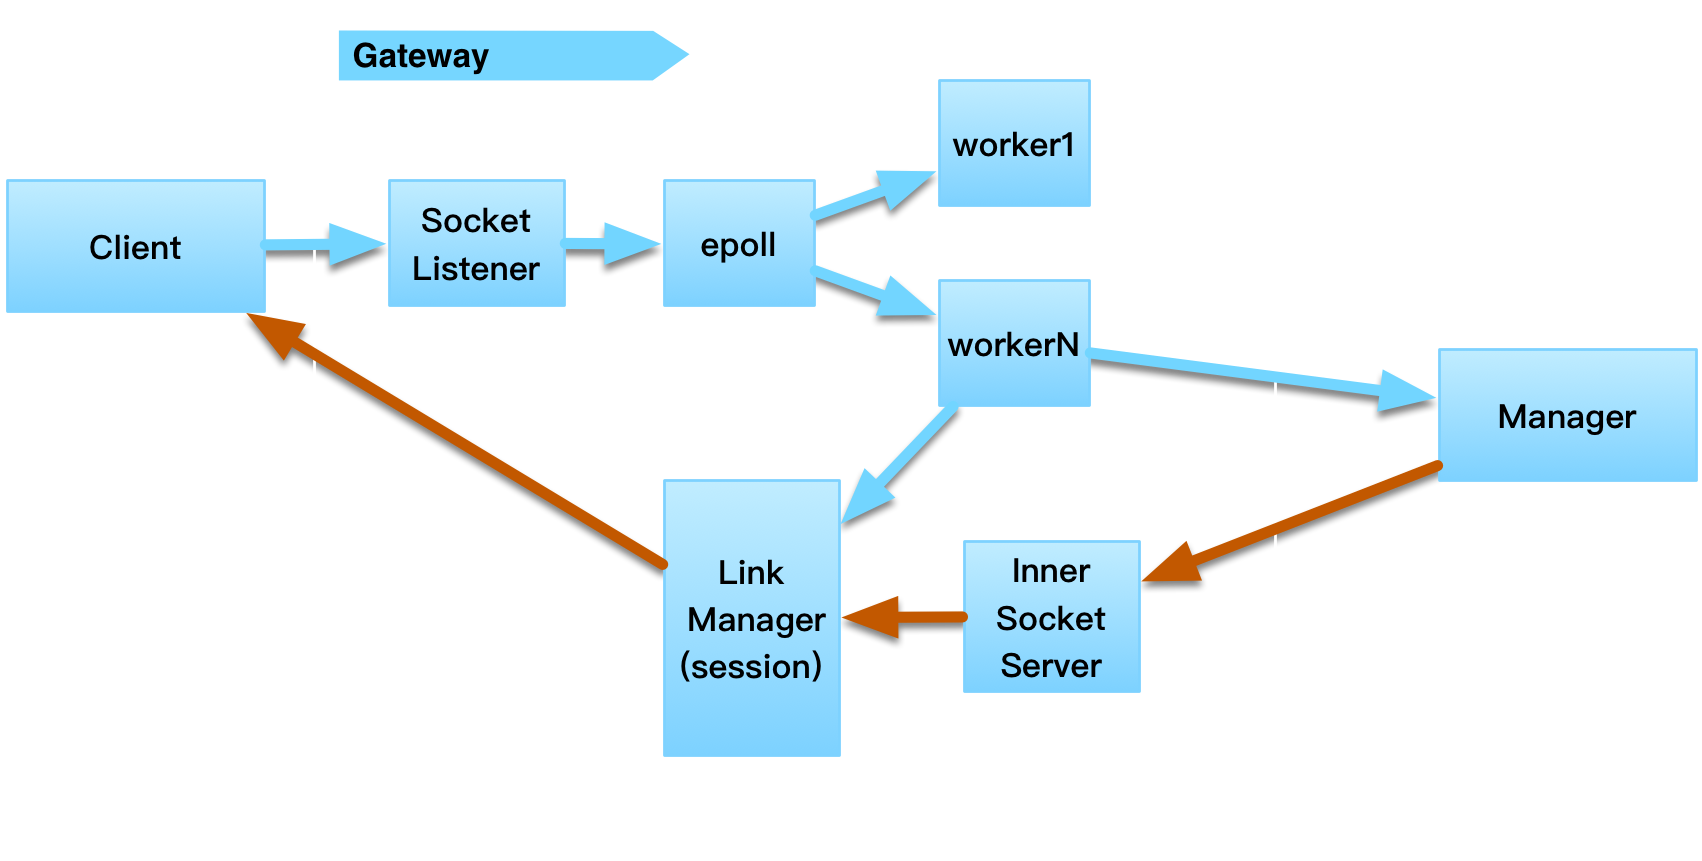 Gateway
worker1
Client
Socket
Listener
epoll
workerN
Manager
Link
Manager
(session)
Inner
Socket
Server